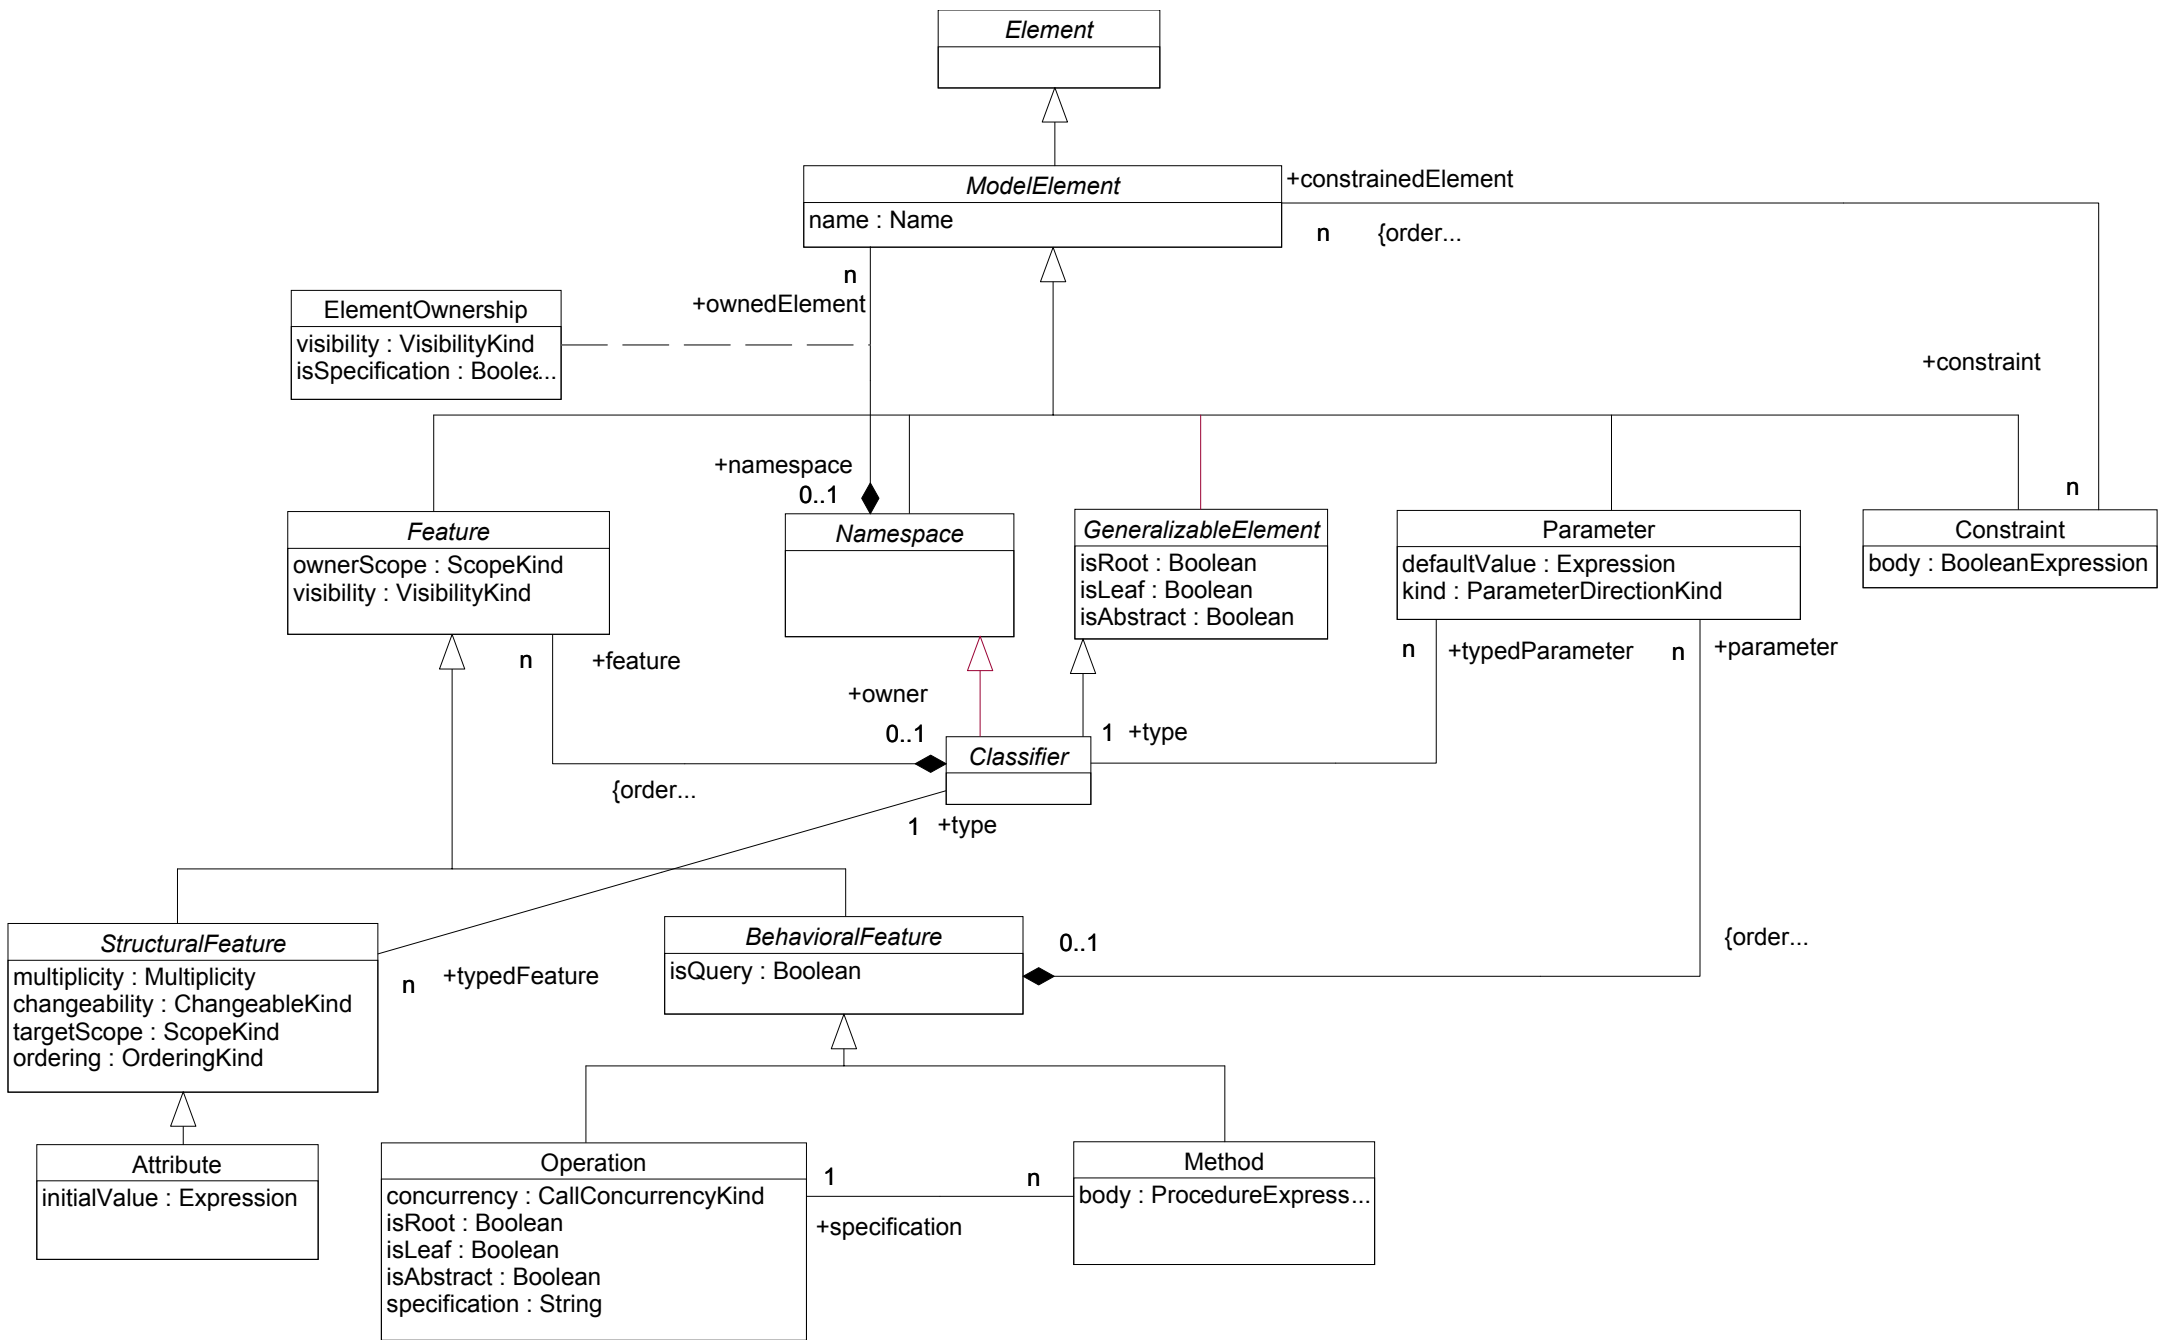 Element
ModelElement
name : Name
+constrainedElement
n {order...
n
+ownedElement
ElementOwnership
visibility : VisibilityKind
isSpecification : Boolea...
+constraint
+namespace
0..1
n
Feature
ownerScope : ScopeKind
visibility : VisibilityKind
Namespace
GeneralizableElement
isRoot : Boolean
isLeaf : Boolean
isAbstract : Boolean
Parameter
defaultValue : Expression
kind : ParameterDirectionKind
Constraint
body : BooleanExpression
n +feature
n +typedParameter
n +parameter
+owner
0..1
1 +type
Classifier
{order...
1 +type
StructuralFeature
multiplicity : Multiplicity
changeability : ChangeableKind
targetScope : ScopeKind
ordering : OrderingKind
n +typedFeature
BehavioralFeature
isQuery : Boolean
0..1
{order...
Attribute
initialValue : Expression
Operation
concurrency : CallConcurrencyKind
isRoot : Boolean
isLeaf : Boolean
isAbstract : Boolean
specification : String
1
+specification
n
Method
body : ProcedureExpress...